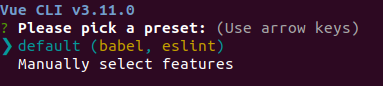 Vue CLI v3.11.0
? Please pick a preset: (Use arrow keys)
❯ default (babel, eslint)
Manually select features